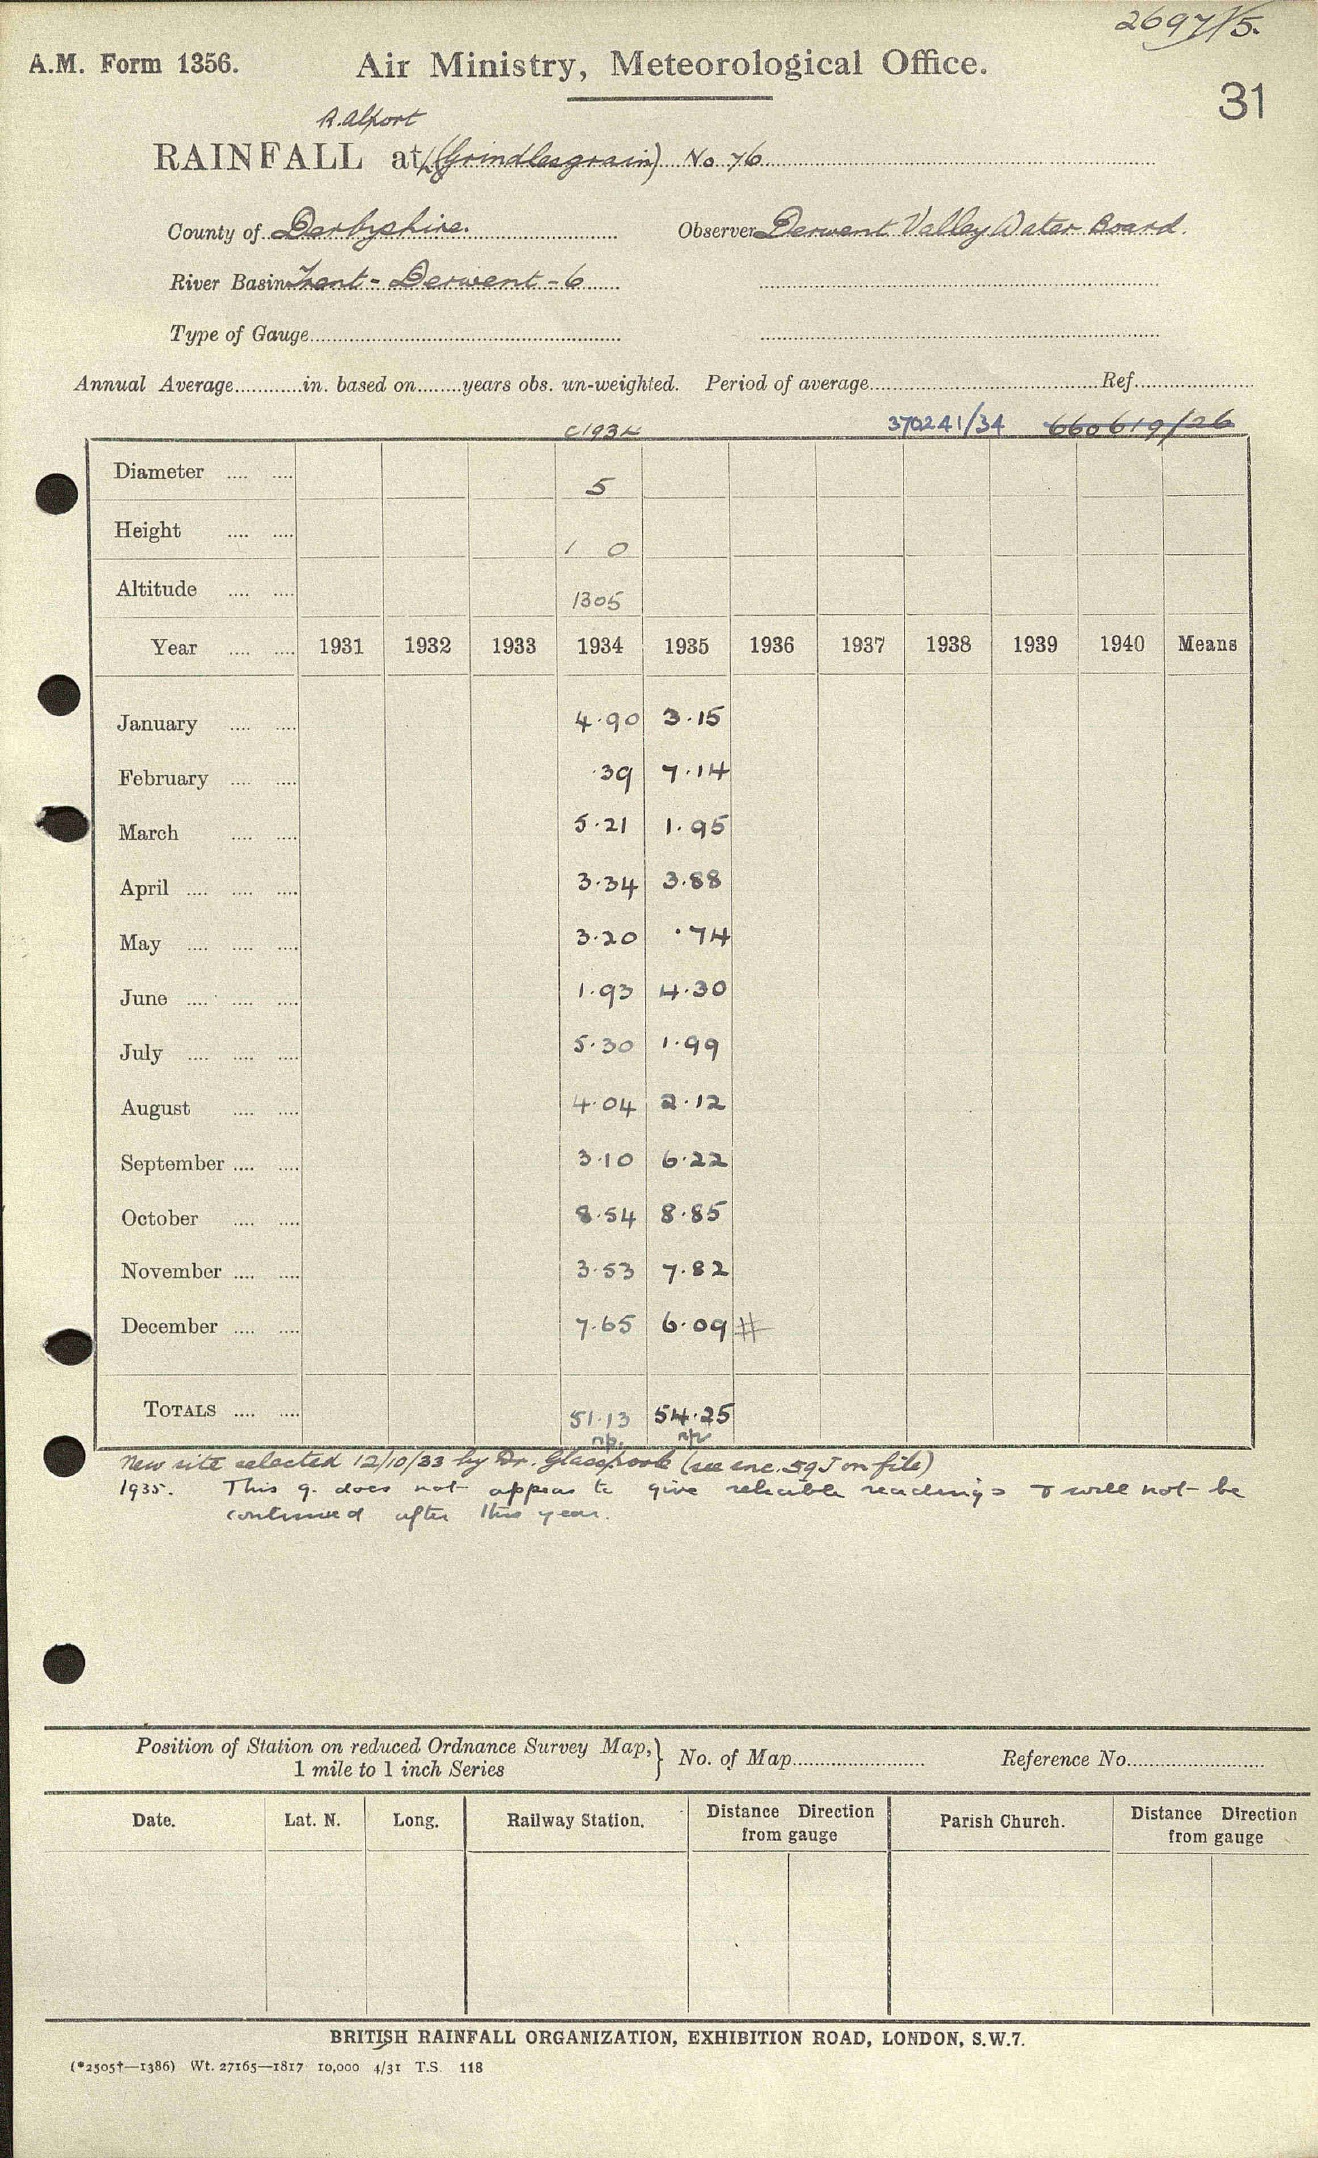 2697/15.
A.M. Form 1356. Air Ministry, Meteorological Office.
31
R. Alport
RAINFALL at (Grindlesgrain) No 76
County of Derbyshire. Observer Derwent Valley Water Board.
River Basin Trent - Derwent - 6
Type of Gauge
Annual Average............in. based on........years obs. un-weighted. Period of average Ref.
c1934 370241/34 660619/26
Diameter .... .... 5
Height .... .... 1 0
Altitude .... .... 1305
Year .... .... 1931 1932 1933 1934 1935 1936 1937 1938 1939 1940 Means
January .... .... 4.90 3.15
February .... .... .39 7.14
March .... .... 5.21 1.95
April .... .... .... 3.34 3.88
May .... .... .... 3.20 .74
June .... .... .... 1.93 4.30
July .... .... .... 5.30 1.99
August .... .... 4.04 2.12
September .... .... 3.10 6.22
October .... .... 8.54 8.85
November .... .... 3.53 7.82
December .... .... 7.65 6.09 #
TOTALS .... .... 51.13 54.25
np. np
New site selected 12/10/33 by Dr. Glasspoole (see enc. 59J on file)
1935. This g. does not appear to give reliable readings & will not be
continued after this year.
Position of Station on reduced Ordnance Survey Map,} No. of Map Reference No.
1 mile to 1 inch Series
Date. Lat. N. Long. Railway Station. Distance Direction from gauge Parish Church. Distance Direction from gauge
BRITISH RAINFALL ORGANIZATION, EXHIBITION ROAD, LONDON, S.W.7.
(*2505†—1386) Wt. 27165—1817 10,000 4/31 T.S. 118